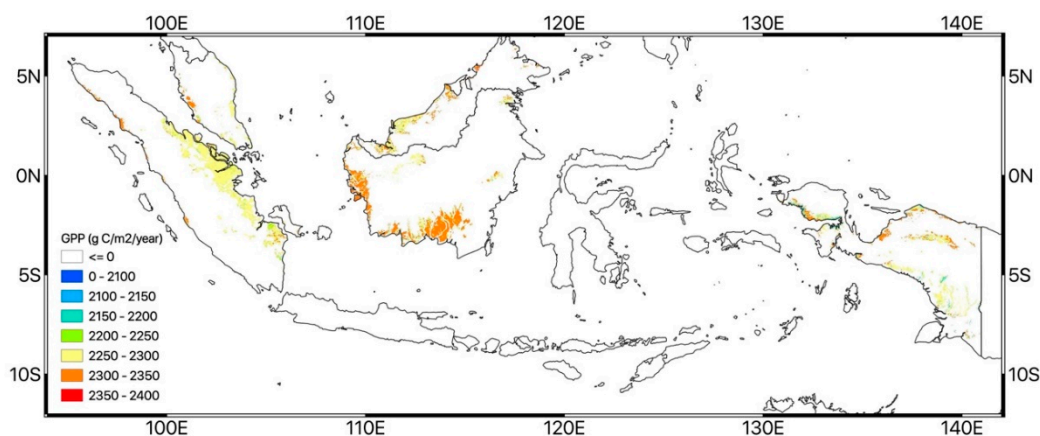 100E 110E 120E 130E 140E
5N 5N
0N 0N
5S 5S
10S 10S
GPP (g C/m2/year)
<= 0
0 - 2100
2100 - 2150
2150 - 2200
2200 - 2250
2250 - 2300
2300 - 2350
2350 - 2400
100E 110E 120E 130E 140E